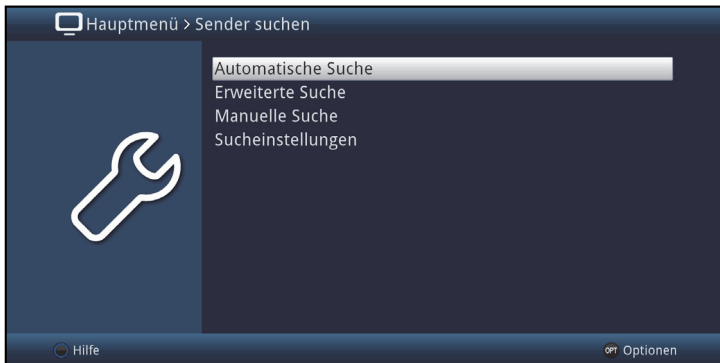 Hauptmenü > Sender suchen
Automatische Suche
Erweiterte Suche
Manuelle Suche
Sucheinstellungen
Hilfe
OPT Optionen